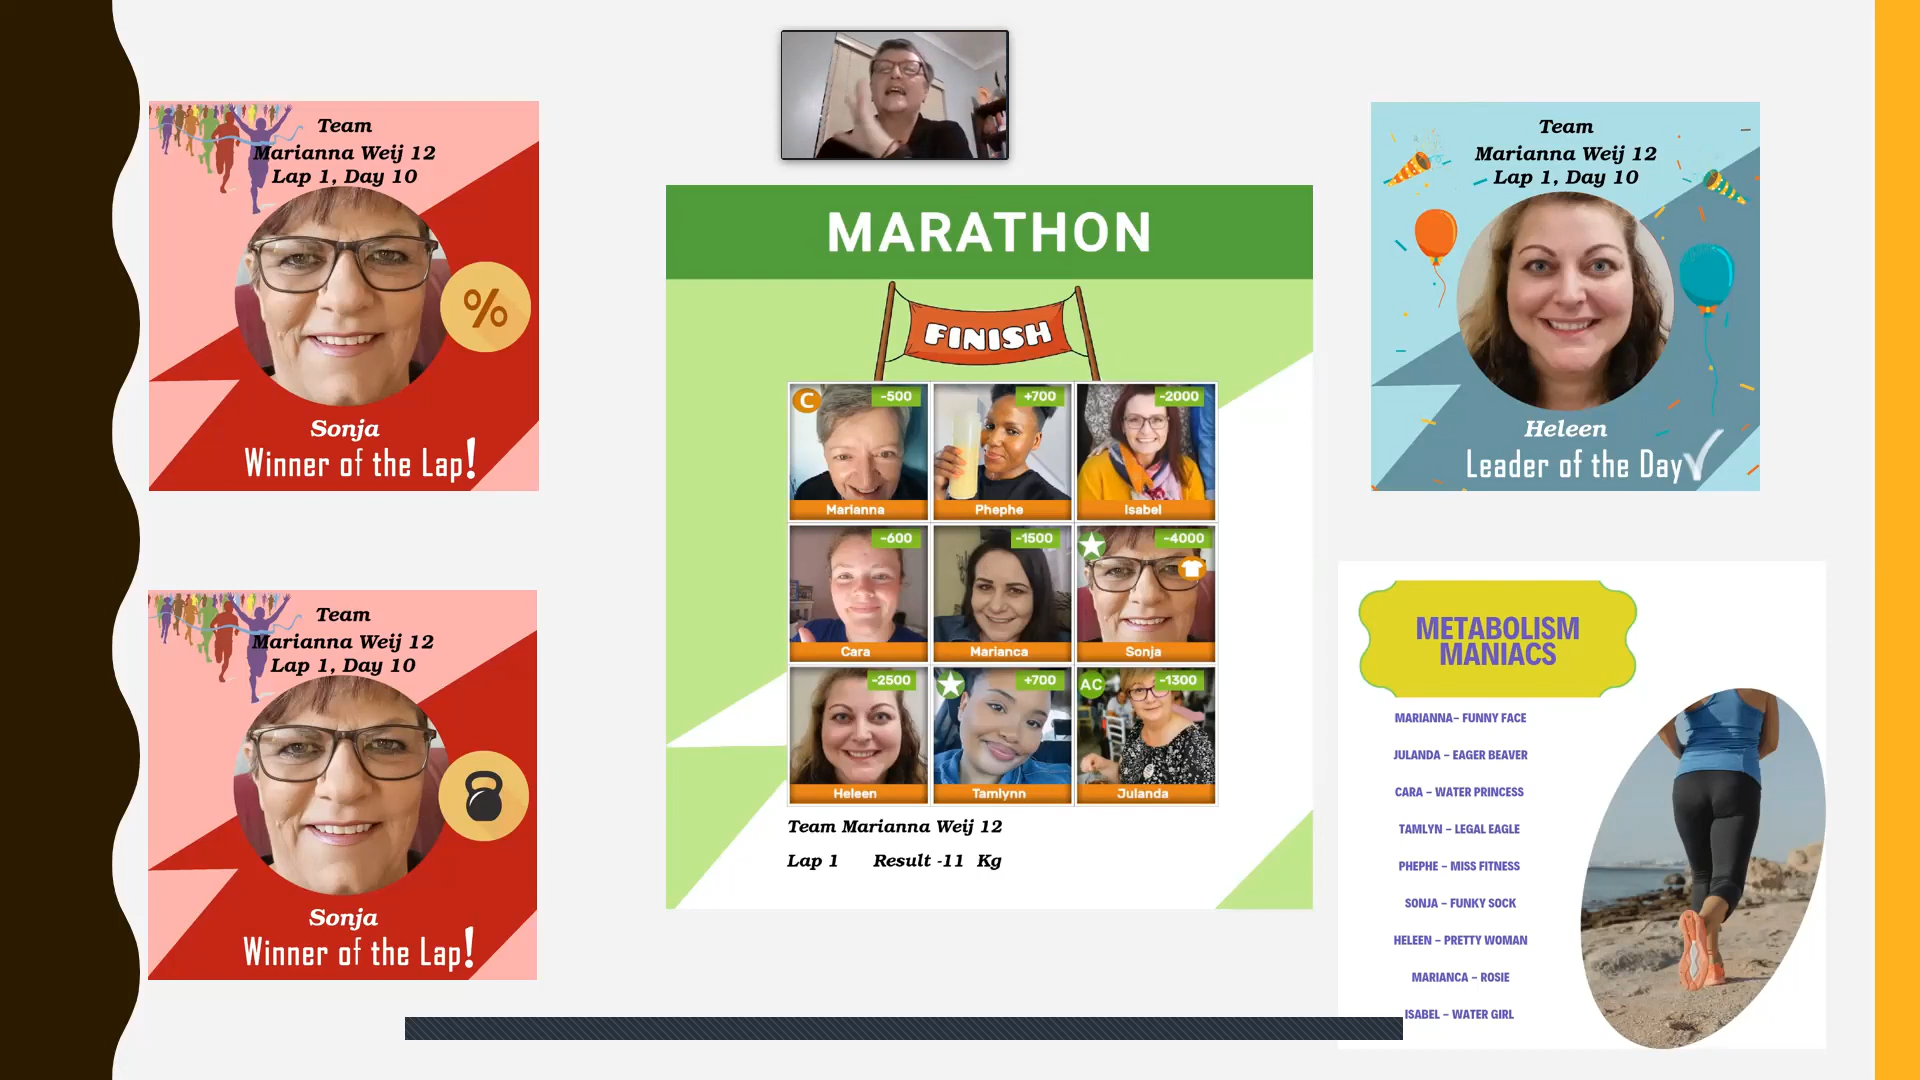 Team
Marianna Weij 12
Lap 1, Day 10
%
Sonja
Winner of the Lap!
Team
Marianna Weij 12
Lap 1, Day 10
Sonja
Winner of the Lap!
MARATHON
FINISH
C -500 +700 -2000
Marianna Phephe Isabel
-600 -1500 -4000
Cara Marianca Sonja
-2500 +700 AC -1300
Heleen Tamlynn Julanda
Team Marianna Weij 12
Lap 1 Result -11 Kg
Team
Marianna Weij 12
Lap 1, Day 10
Heleen
Leader of the Day
METABOLISM
MANIACS
MARIANNA– FUNNY FACE
JULANDA – EAGER BEAVER
CARA – WATER PRINCESS
TAMLYN – LEGAL EAGLE
PHEPHE – MISS FITNESS
SONJA – FUNKY SOCK
HELEEN – PRETTY WOMAN
MARIANCA – ROSIE
ISABEL – WATER GIRL